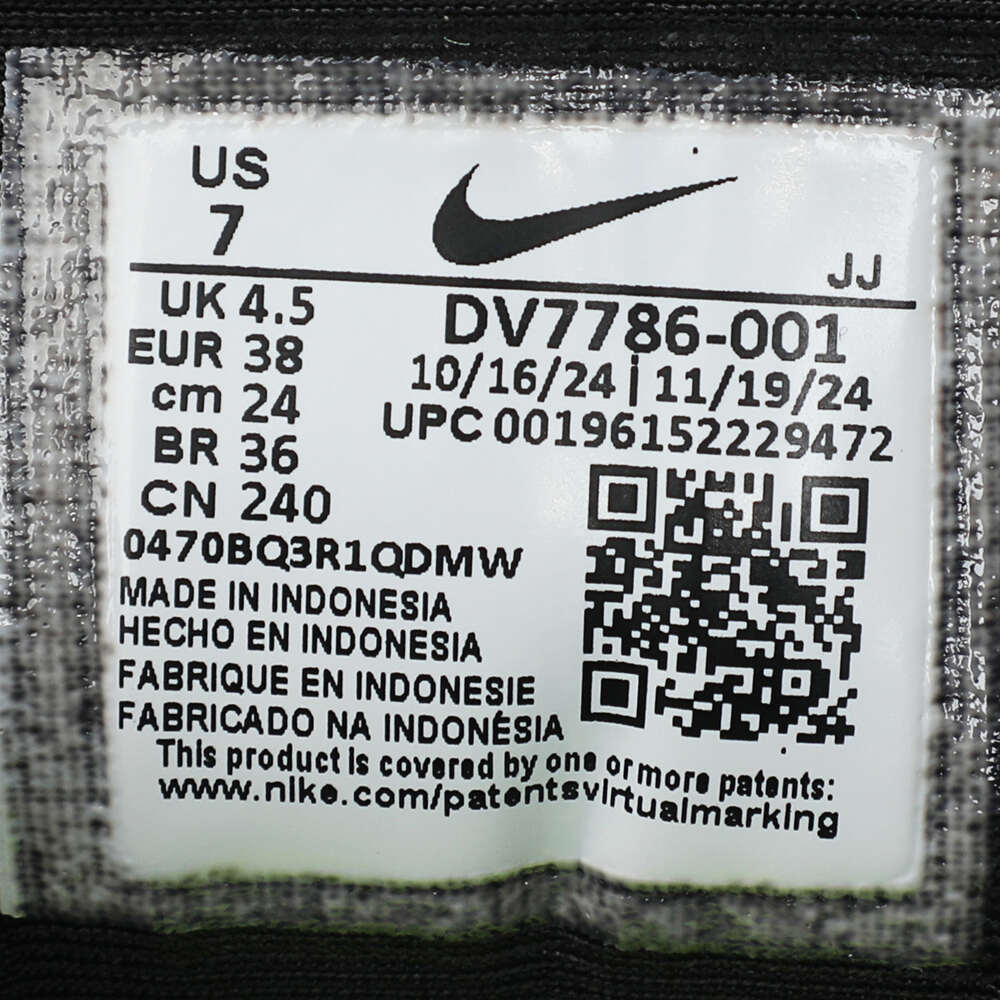 US
7
JJ
UK 4.5
EUR 38
cm 24
BR 36
CN 240
DV7786-001
10/16/24 | 11/19/24
UPC 00196152229472
0470BQ3R1QDMW
MADE IN INDONESIA
HECHO EN INDONESIA
FABRIQUE EN INDONESIE
FABRICADO NA INDONÉSIA
This product is covered by one or more patents:
www.nike.com/patentsvirtualmarking